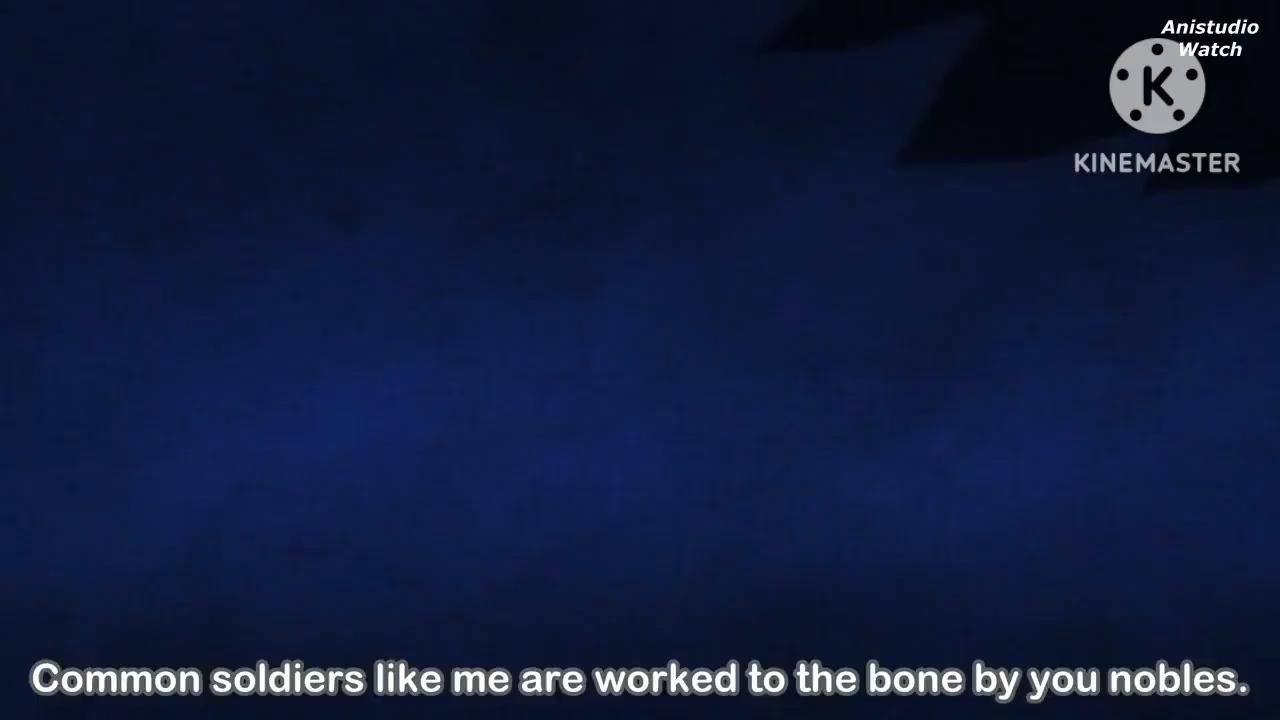 Anistudio
Watch
K
KINEMASTER
Common soldiers like me are worked to the bone by you nobles.